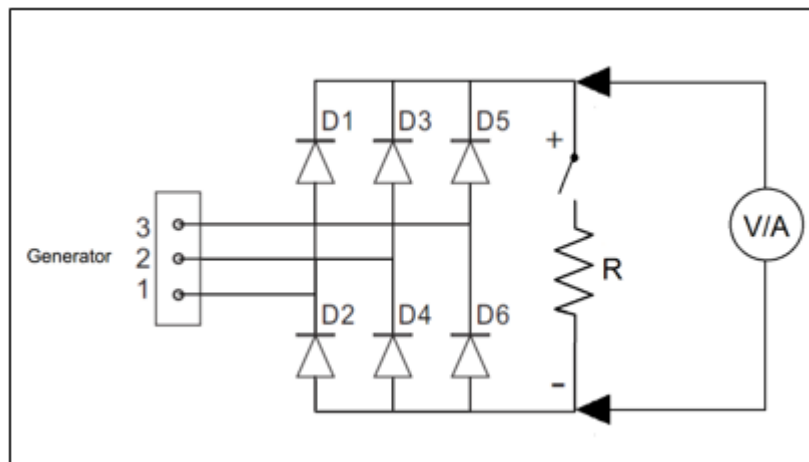 D1 D3 D5
+
3
Generator 2
1
V/A
R
D2 D4 D6
-